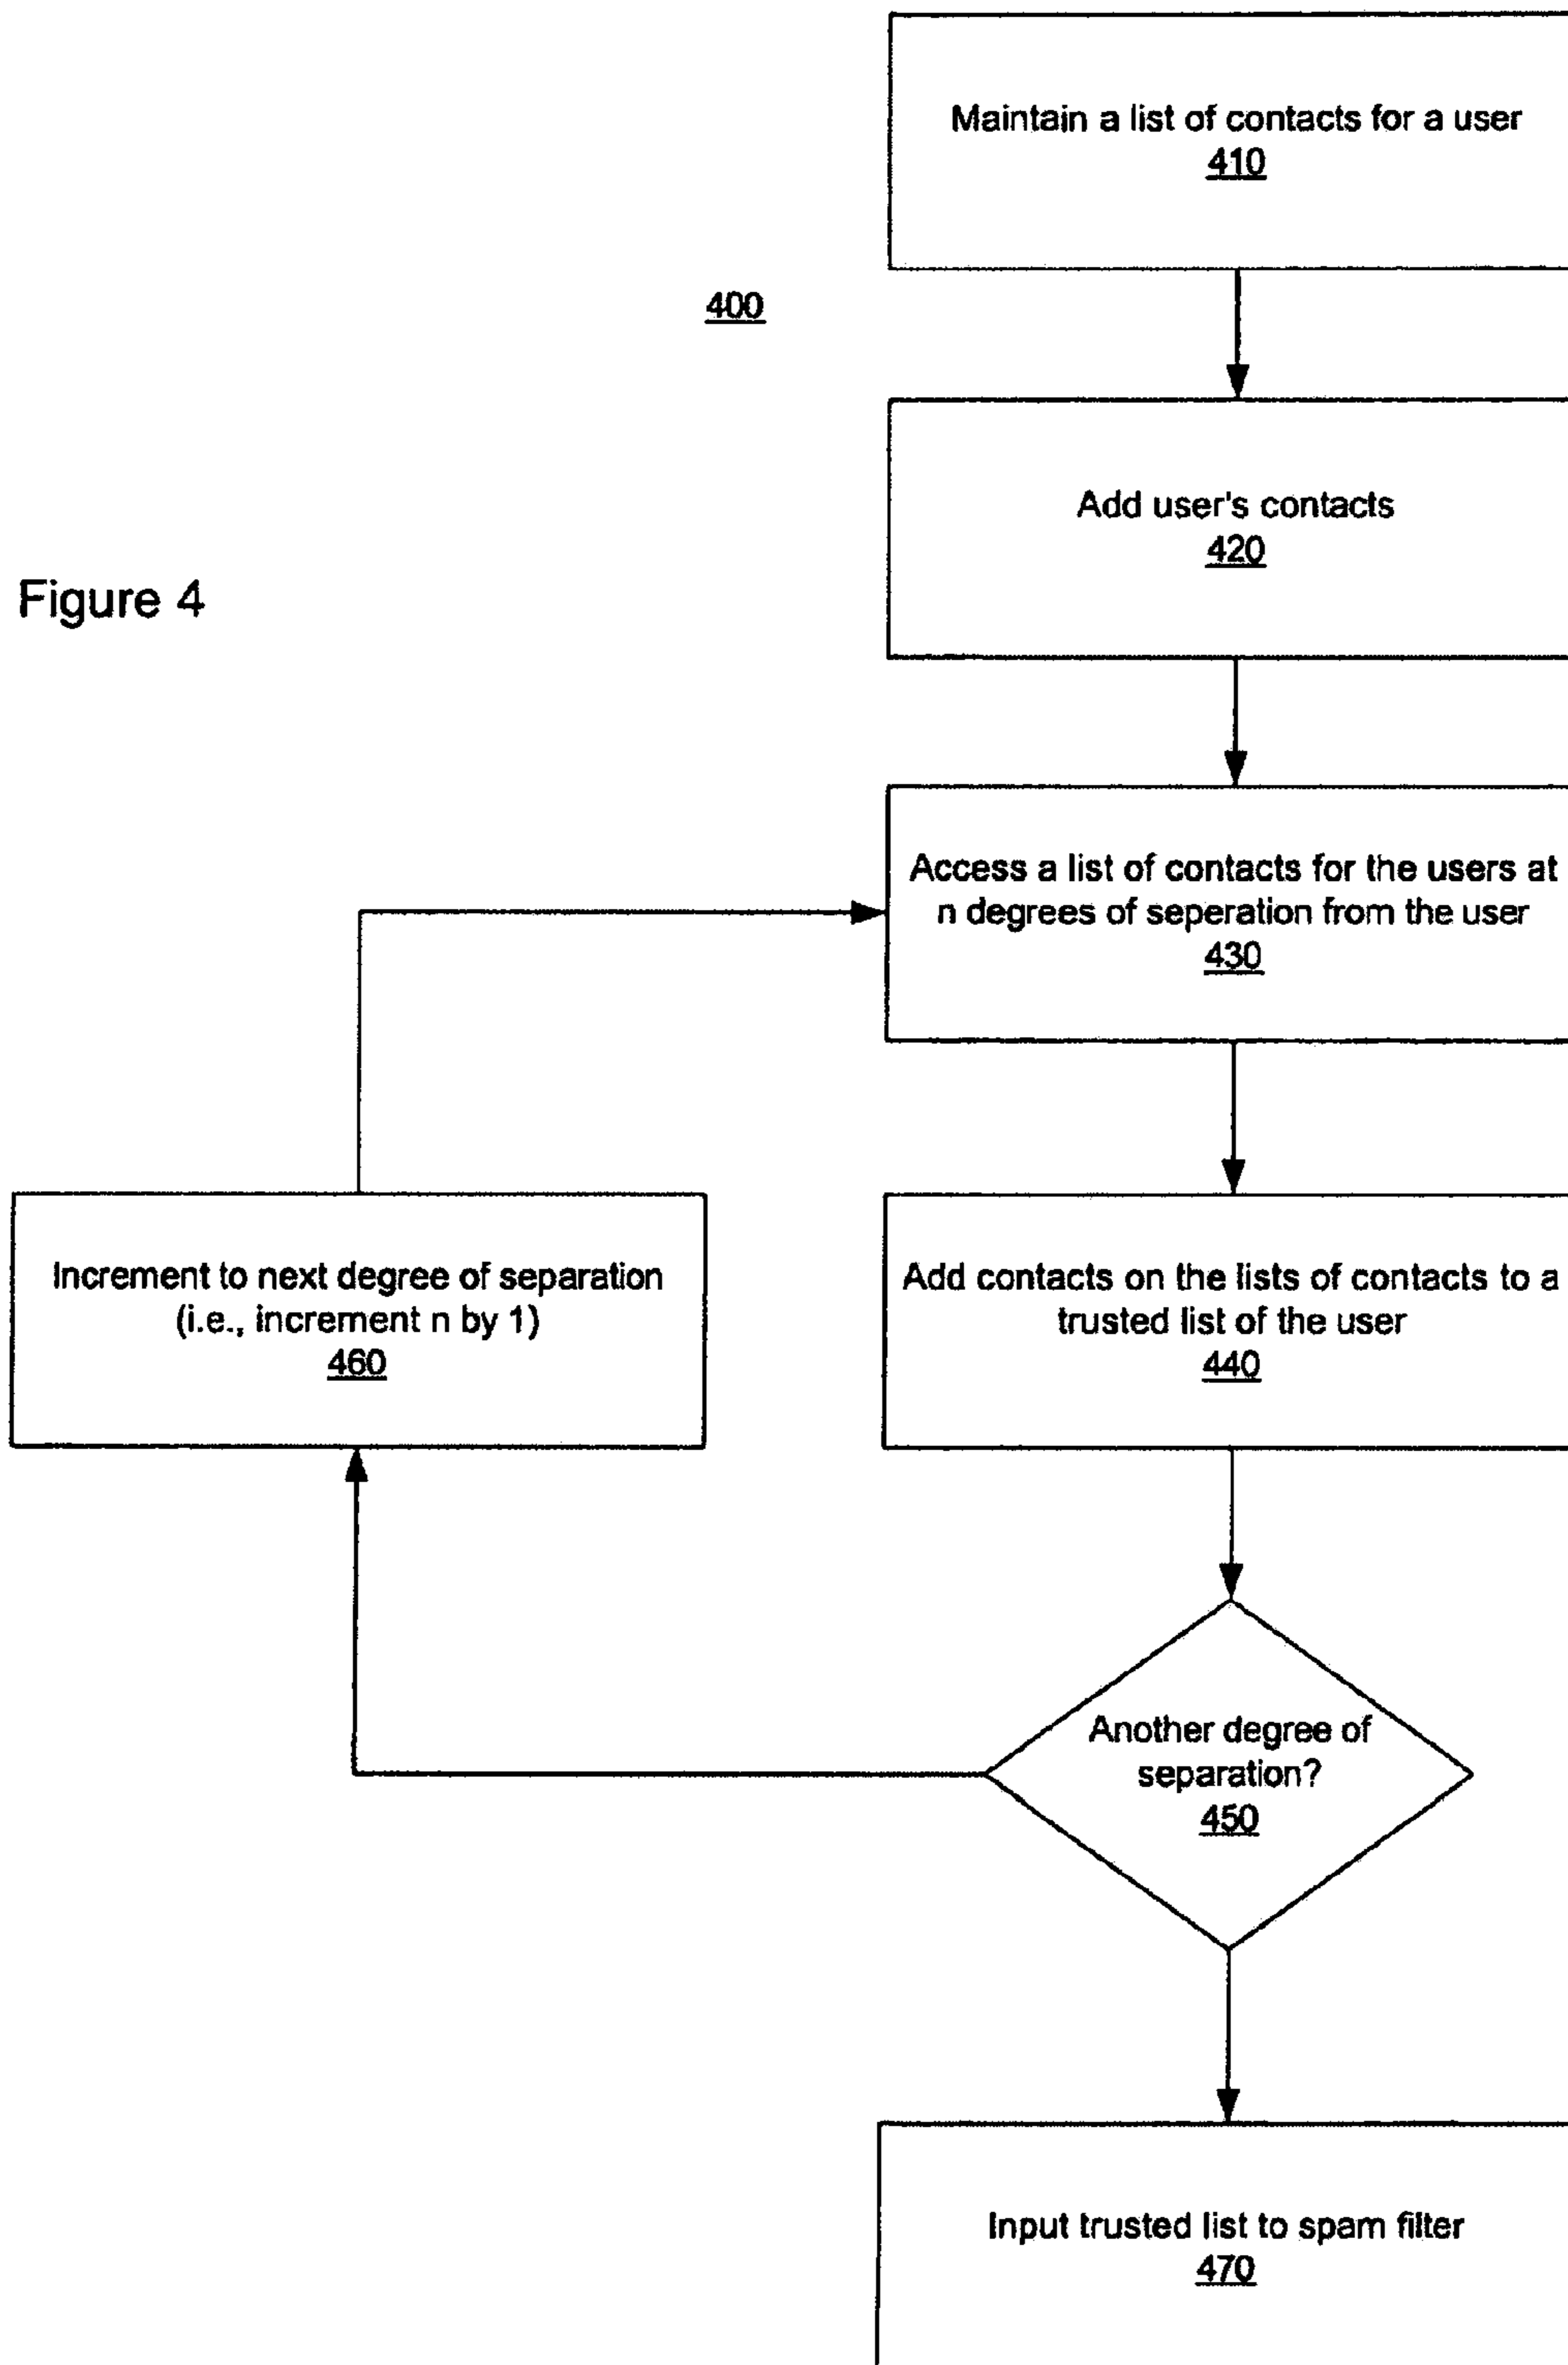 Maintain a list of contacts for a user
410
400
Add user's contacts
420
Figure 4
Access a list of contacts for the users at
n degrees of seperation from the user
430
Increment to next degree of separation
(i.e., increment n by 1)
460
Add contacts on the lists of contacts to a
trusted list of the user
440
Another degree of
separation?
450
Input trusted list to spam filter
470